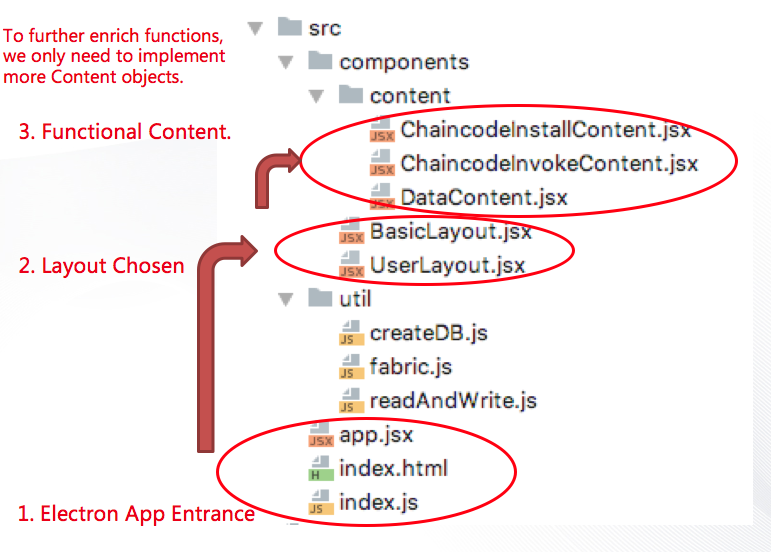 To further enrich functions,
we only need to implement
more Content objects.
src
components
content
3. Functional Content.
JSX ChaincodeInstallContent.jsx
JSX ChaincodeInvokeContent.jsx
JSX DataContent.jsx
JSX BasicLayout.jsx
2. Layout Chosen
JSX UserLayout.jsx
util
JS createDB.js
JS fabric.js
JS readAndWrite.js
JSX app.jsx
H index.html
JS index.js
1. Electron App Entrance